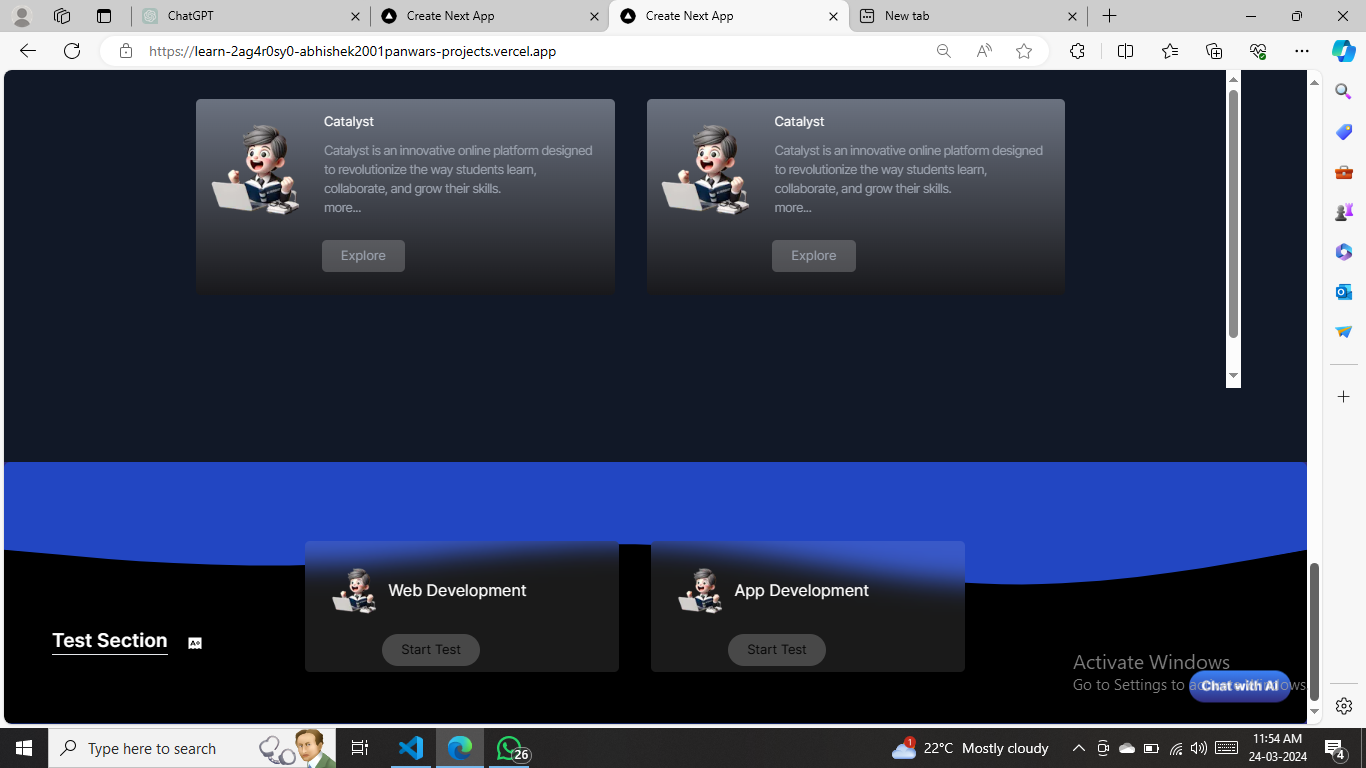 ChatGPT
Create Next App
Create Next App
New tab
https://learn-2ag4r0sy0-abhishek2001panwars-projects.vercel.app
Catalyst
Catalyst is an innovative online platform designed
to revolutionize the way students learn,
collaborate, and grow their skills.
more...
Explore
Catalyst
Catalyst is an innovative online platform designed
to revolutionize the way students learn,
collaborate, and grow their skills.
more...
Explore
Test Section
A+
Web Development
Start Test
App Development
Start Test
Activate Windows
Go to Settings to activate Windows.
Chat with AI
Type here to search
26
1
22°C Mostly cloudy
11:54 AM
24-03-2024
4